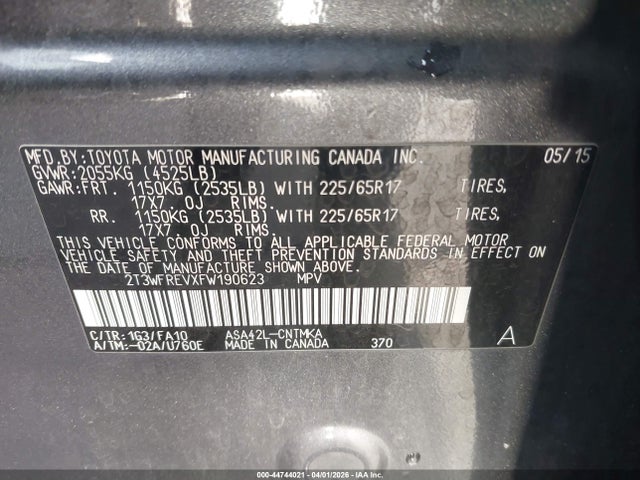 MFD.BY:TOYOTA MOTOR MANUFACTURING CANADA INC. 05/15
GVWR:2055KG (4525LB)
GAWR:FRT. 1150KG (2535LB) WITH 225/65R17 TIRES,
17X7.0J RIMS.
RR. 1150KG (2535LB) WITH 225/65R17 TIRES,
17X7.0J RIMS.
THIS VEHICLE CONFORMS TO ALL APPLICABLE FEDERAL MOTOR
VEHICLE SAFETY AND THEFT PREVENTION STANDARDS IN EFFECT
ON THE DATE OF MANUFACTURE SHOWN ABOVE.
2T3WFREVXFW190623 MPV
C/TR:1G3/FA10 ASA42L-CNTMKA
A/TM:-02A/U760E MADE IN CANADA 370 A
000-44744021 - 04/01/2026 - IAA Inc.